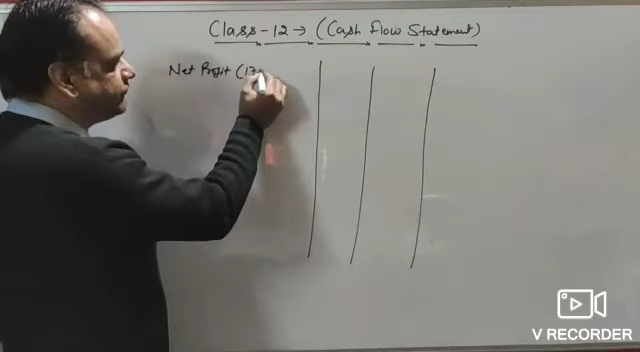 Class-12→ (Cash Flow Statement)
Net Profit (
V RECORDER